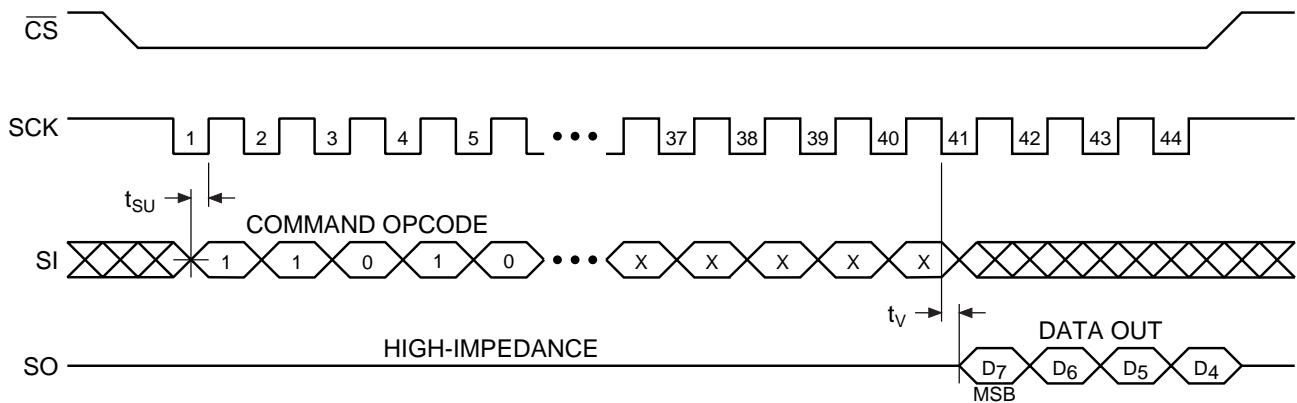 CS
SCK 1 2 3 4 5 ••• 37 38 39 40 41 42 43 44
tSU
COMMAND OPCODE
SI 1 1 0 1 0 ••• X X X X X
tV
DATA OUT
HIGH-IMPEDANCE
SO D7 D6 D5 D4
MSB